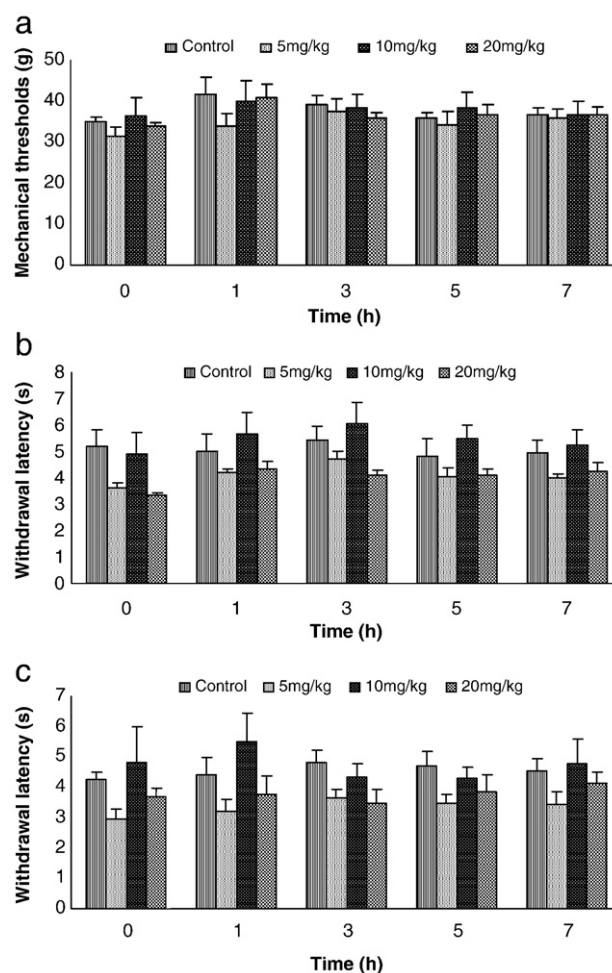 a
Mechanical thresholds (g)
50
40
30
20
10
0
Control 5mg/kg 10mg/kg 20mg/kg
0 1 3 5 7
Time (h)
b
Withdrawal latency (s)
8
7
6
5
4
3
2
1
0
Control 5mg/kg 10mg/kg 20mg/kg
0 1 3 5 7
Time (h)
c
Withdrawal latency (s)
7
6
5
4
3
2
1
0
Control 5mg/kg 10mg/kg 20mg/kg
0 1 3 5 7
Time (h)